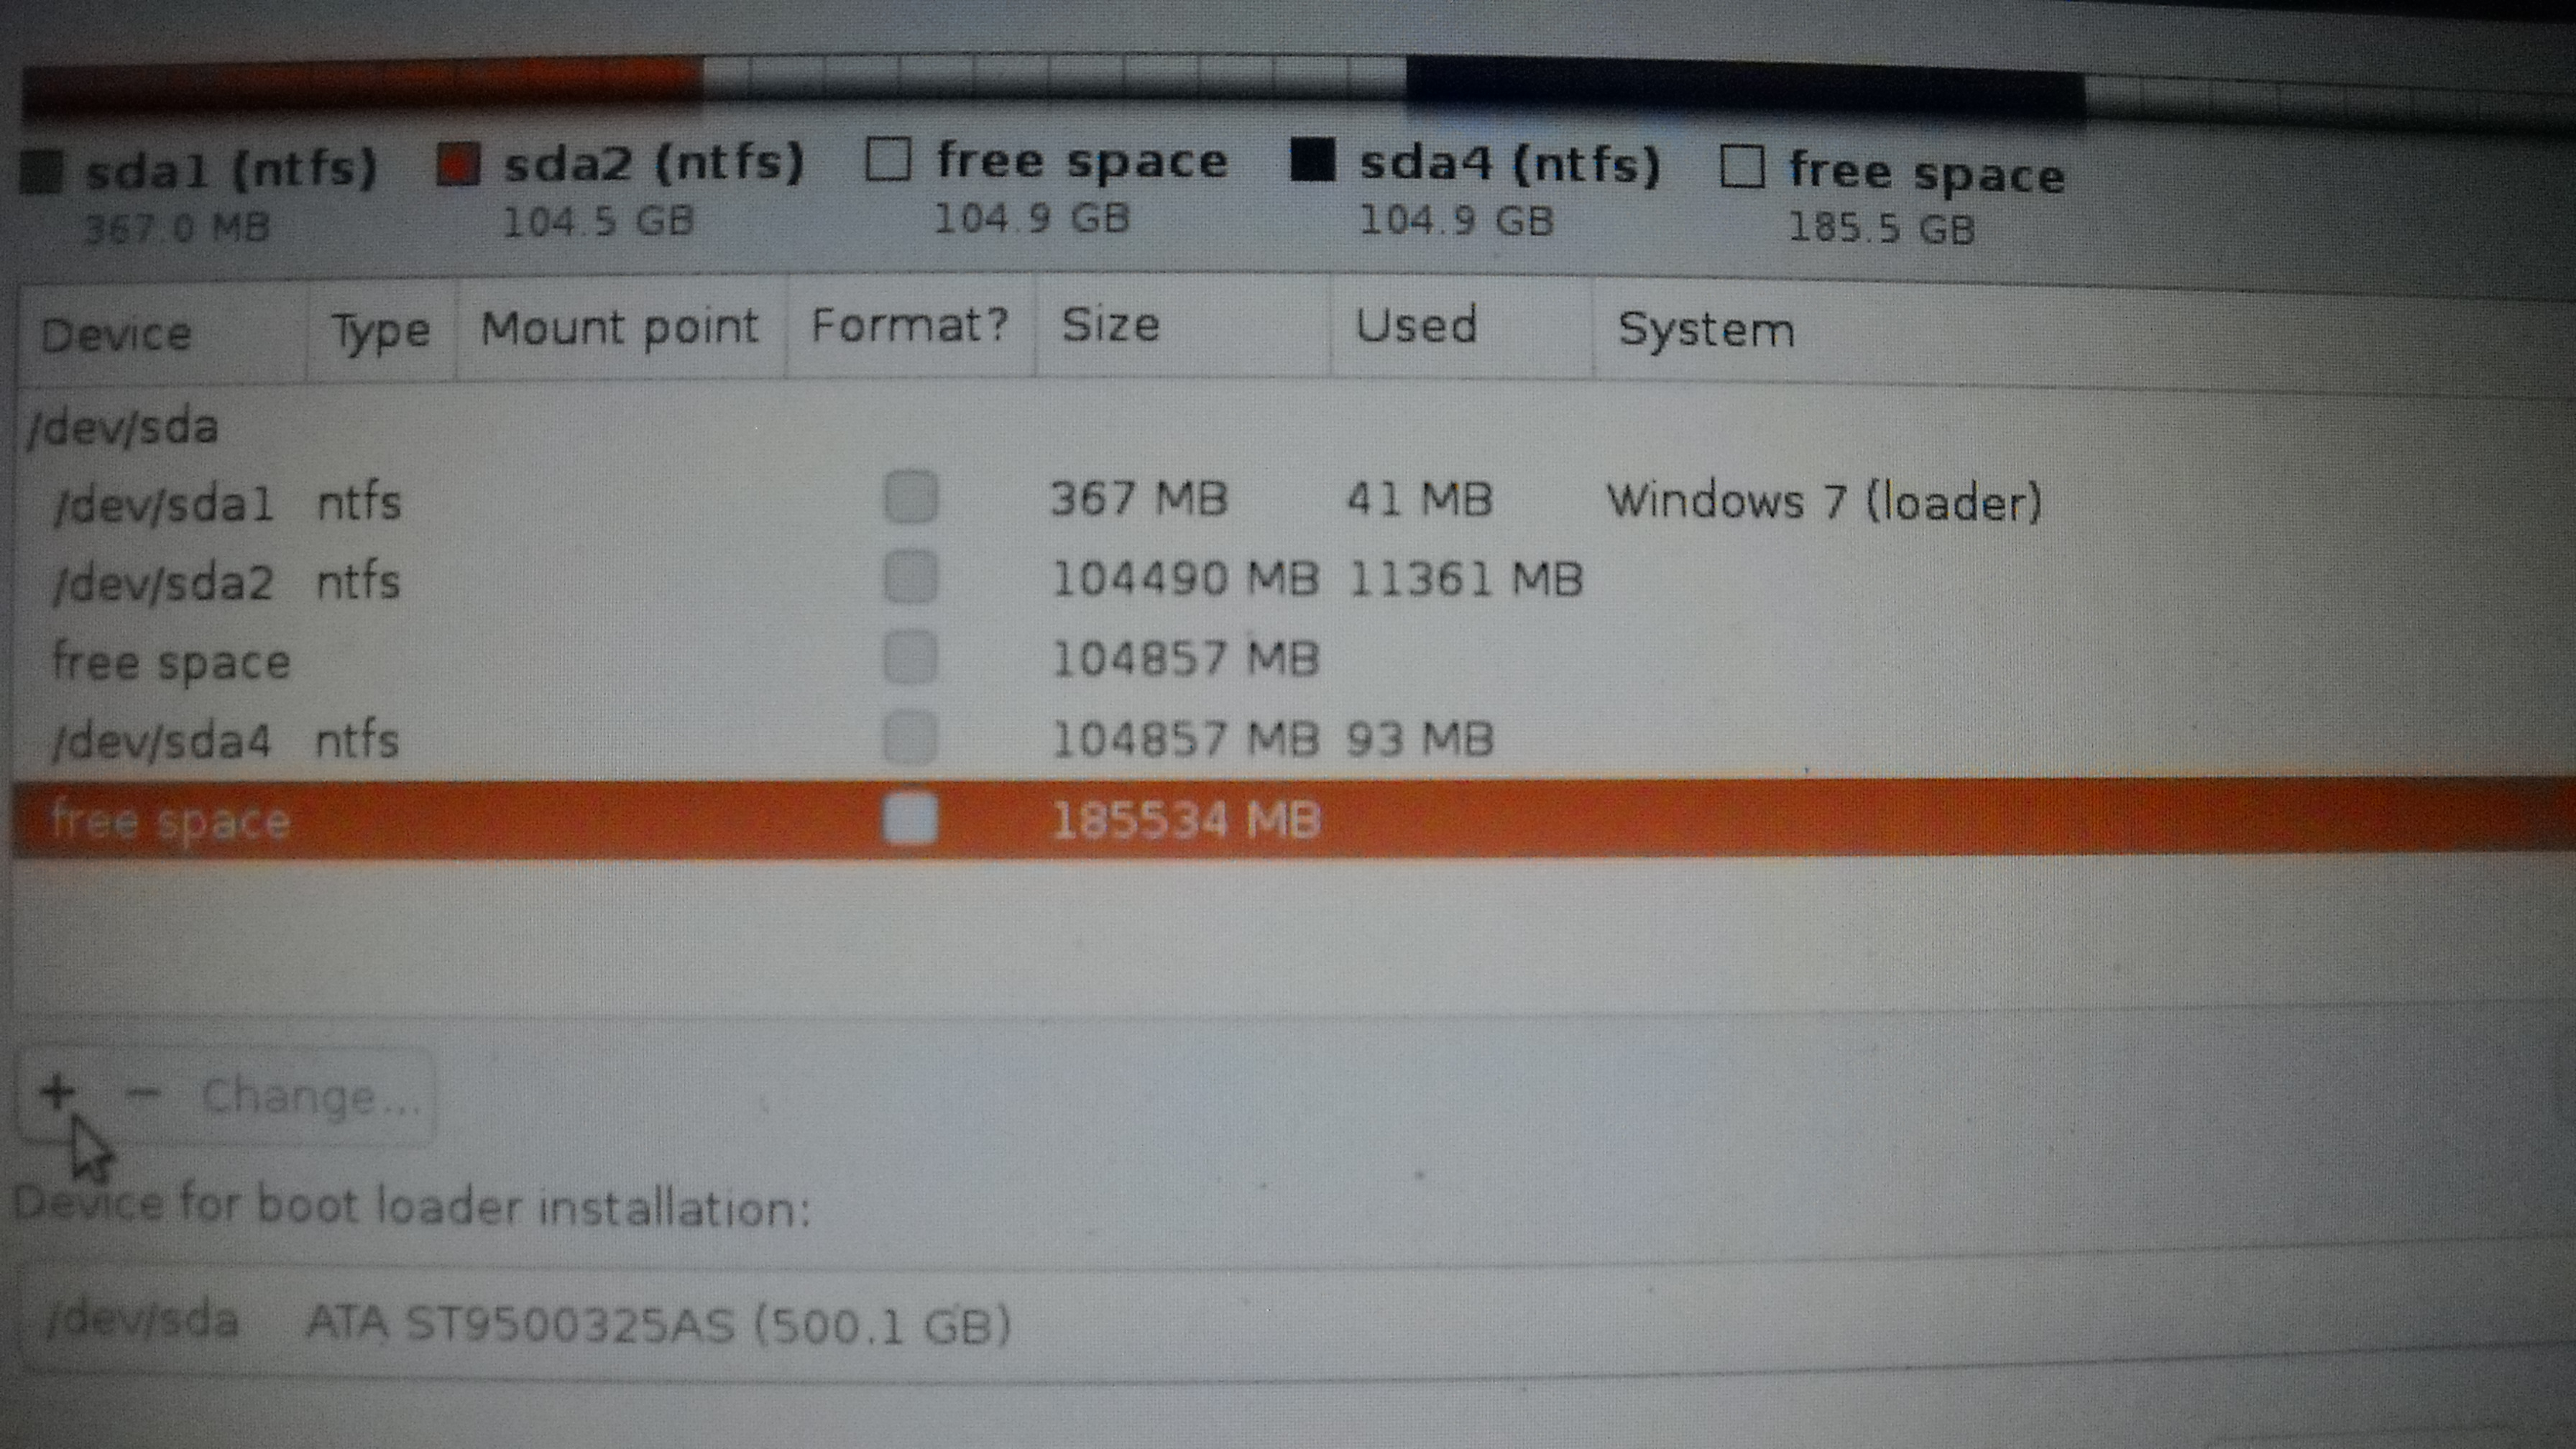 sda1 (ntfs) sda2 (ntfs) free space sda4 (ntfs) free space
367.0 MB 104.5 GB 104.9 GB 104.9 GB 185.5 GB
Device Type Mount point Format? Size Used System
/dev/sda
/dev/sda1 ntfs 367 MB 41 MB Windows 7 (loader)
/dev/sda2 ntfs 104490 MB 11361 MB
free space 104857 MB
/dev/sda4 ntfs 104857 MB 93 MB
free space 185534 MB
+ − Change...
Device for boot loader installation:
/dev/sda ATA ST9500325AS (500.1 GB)